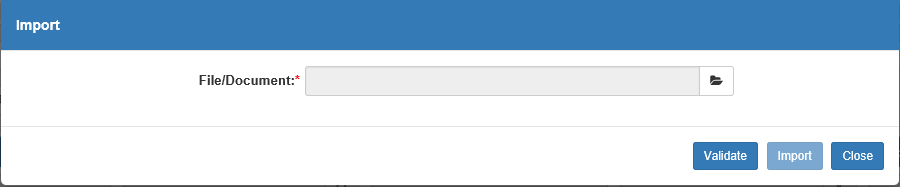 Import
File/Document:*
Validate Import Close